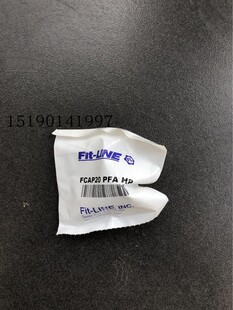 15190141997
Fit-LINE
FCAP20 PFA HP
Fit-LINE INC.